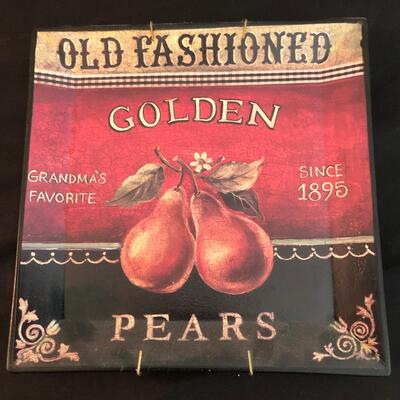 OLD FASHIONED
GOLDEN
GRANDMA'S
FAVORITE
SINCE
1895
PEARS